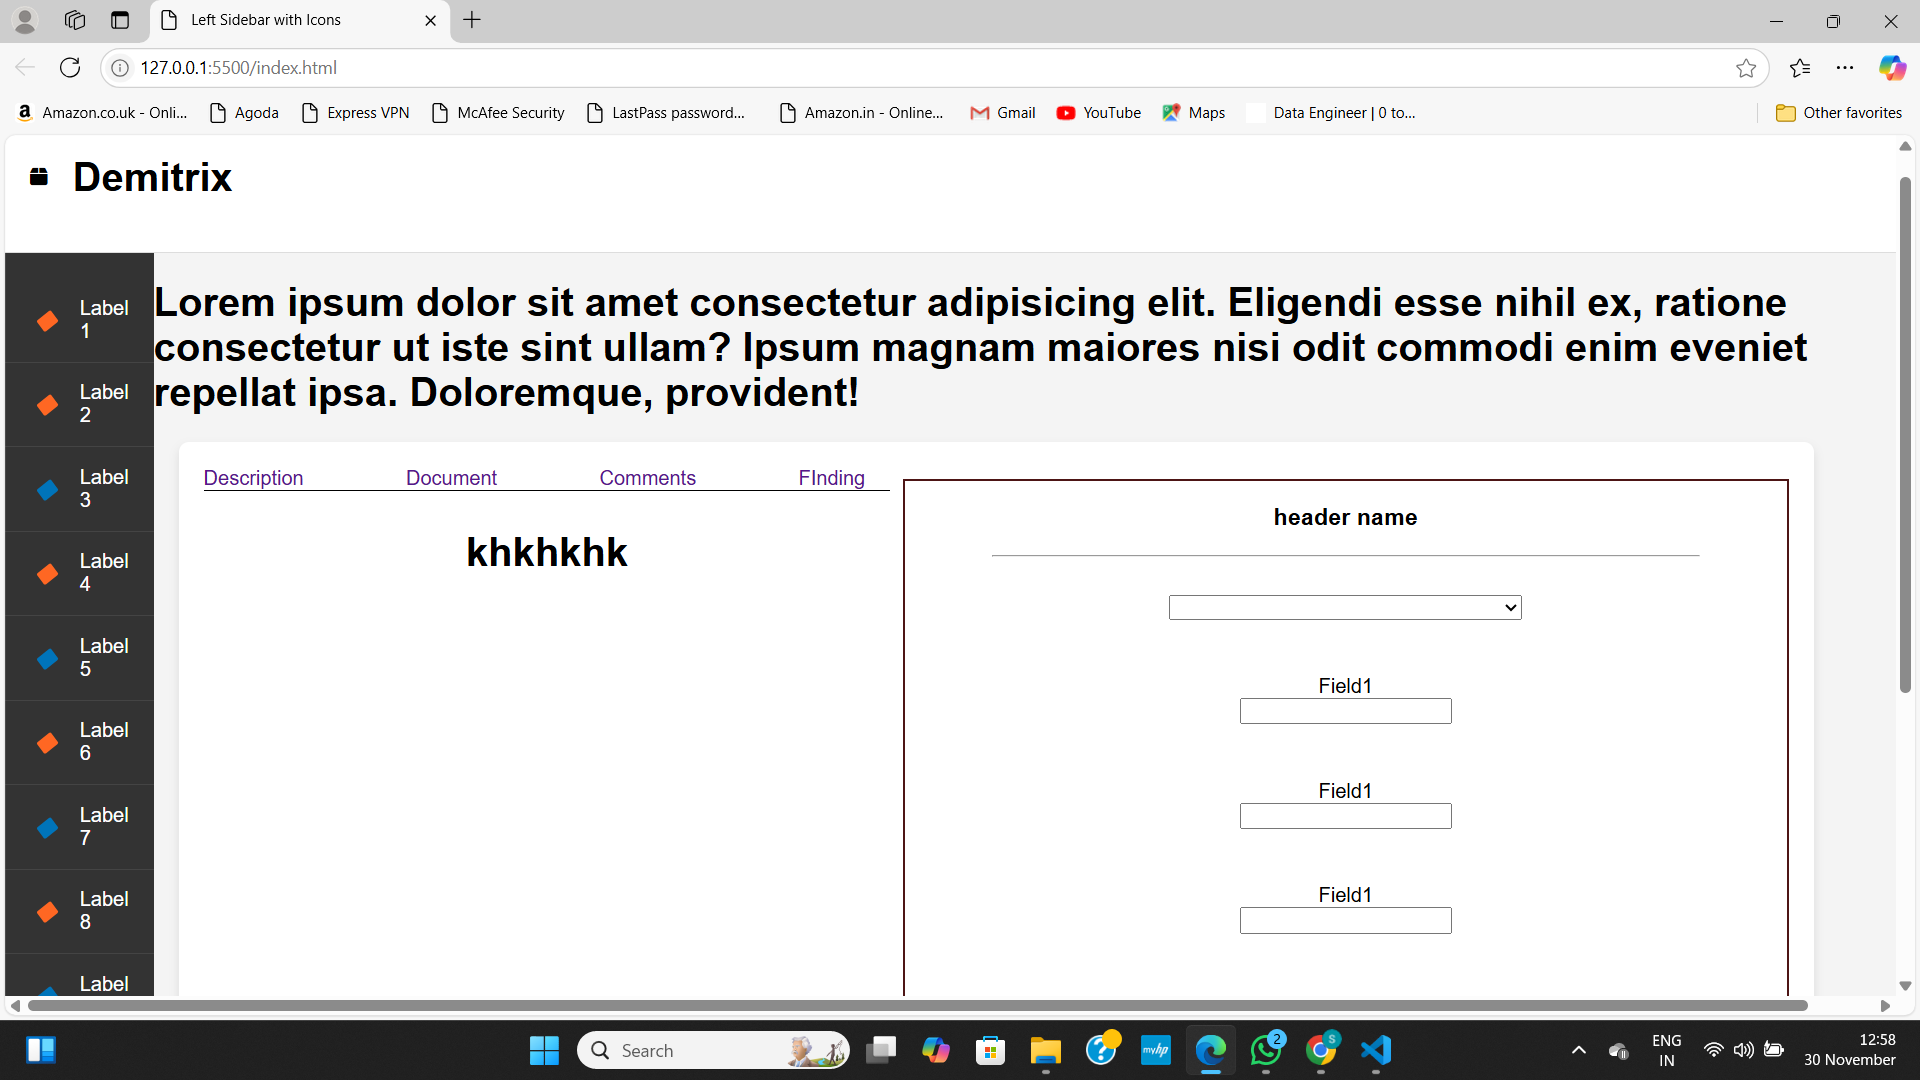 Left Sidebar with Icons
127.0.0.1:5500/index.html
Amazon.co.uk - Onli...
Agoda
Express VPN
McAfee Security
LastPass password...
Amazon.in - Online...
Gmail
YouTube
Maps
Data Engineer | 0 to...
Other favorites
Demitrix
Label
1
Label
2
Label
3
Label
4
Label
5
Label
6
Label
7
Label
8
Label
Lorem ipsum dolor sit amet consectetur adipisicing elit. Eligendi esse nihil ex, ratione
consectetur ut iste sint ullam? Ipsum magnam maiores nisi odit commodi enim eveniet
repellat ipsa. Doloremque, provident!
Description
Document
Comments
FInding
khkhkhk
header name
Field1
Field1
Field1
Search
myhp
2
S
ENG
IN
12:58
30 November